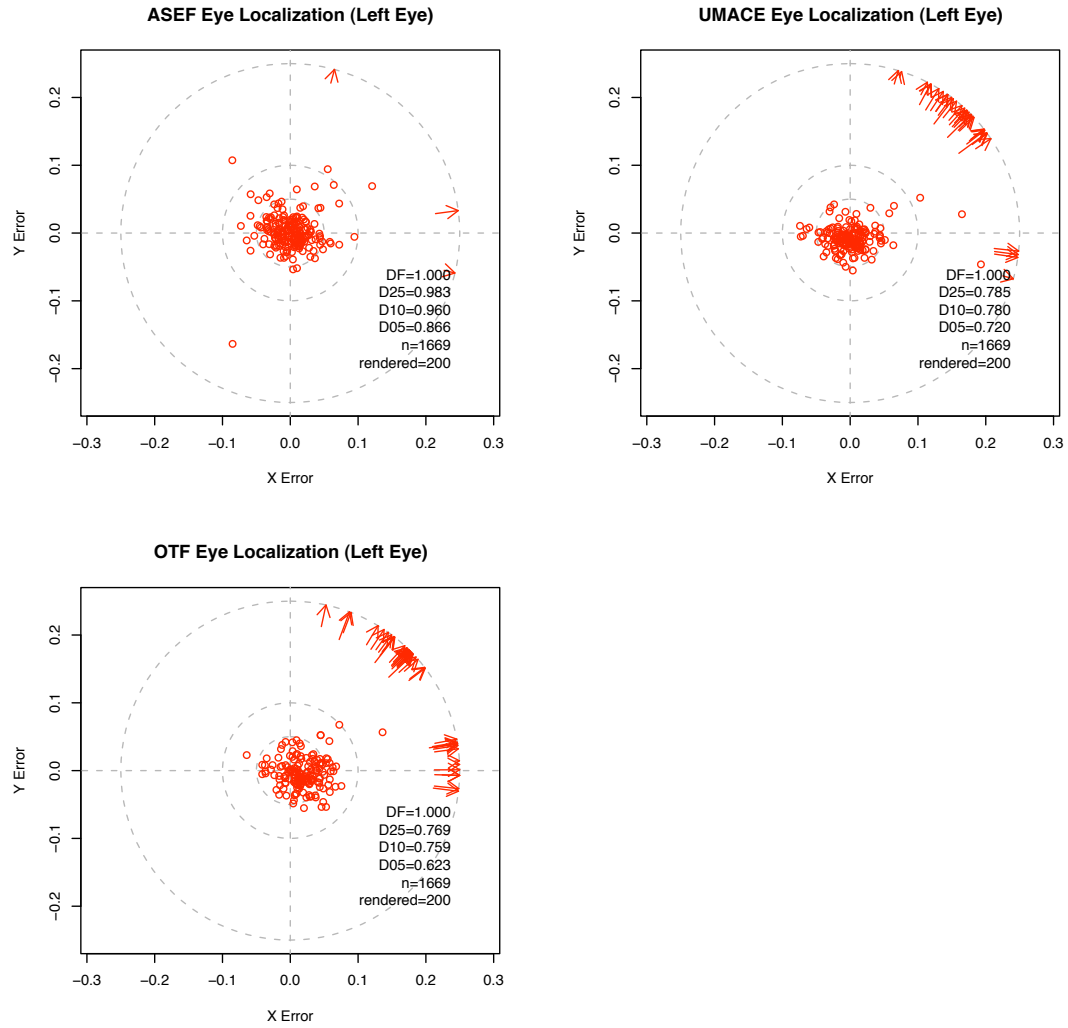 ASEF Eye Localization (Left Eye)
Y Error
0.2
0.1
0.0
−0.1
−0.2
DF=1.000
D25=0.983
D10=0.960
D05=0.866
n=1669
rendered=200
−0.3 −0.2 −0.1 0.0 0.1 0.2 0.3
X Error
UMACE Eye Localization (Left Eye)
Y Error
0.2
0.1
0.0
−0.1
−0.2
DF=1.000
D25=0.785
D10=0.780
D05=0.720
n=1669
rendered=200
−0.3 −0.2 −0.1 0.0 0.1 0.2 0.3
X Error
OTF Eye Localization (Left Eye)
Y Error
0.2
0.1
0.0
−0.1
−0.2
DF=1.000
D25=0.769
D10=0.759
D05=0.623
n=1669
rendered=200
−0.3 −0.2 −0.1 0.0 0.1 0.2 0.3
X Error